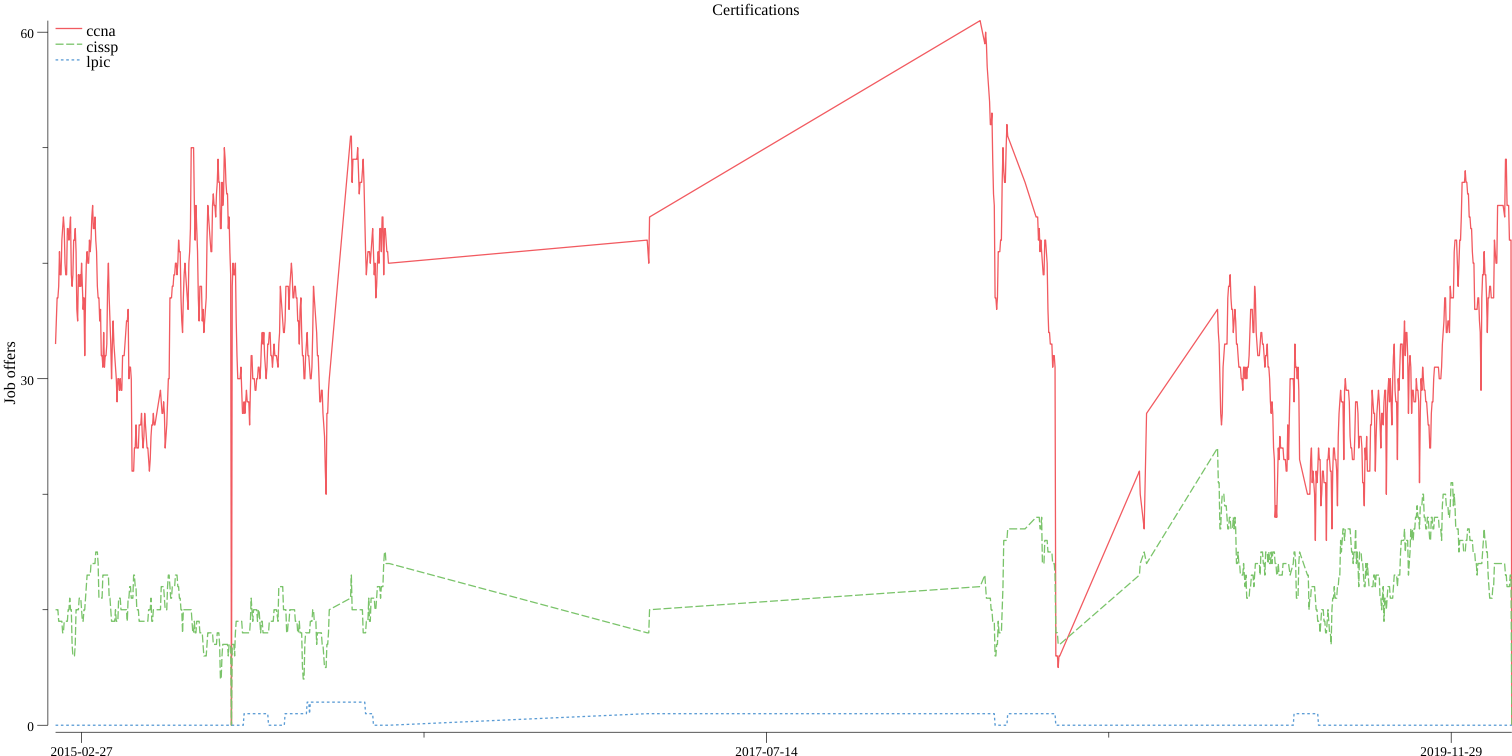 Certifications
60
ccna
cissp
lpic
Job offers
30
0
2015-02-27
2017-07-14
2019-11-29